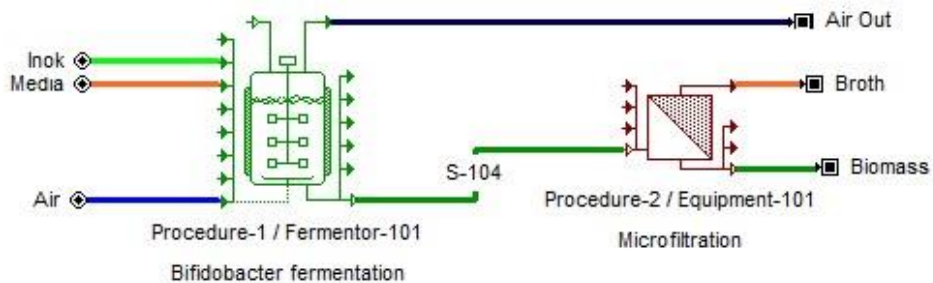 Air Out
Inok
Media
Broth
S-104
Biomass
Air
Procedure-1 / Fermentor-101
Procedure-2 / Equipment-101
Bifidobacter fermentation
Microfiltration